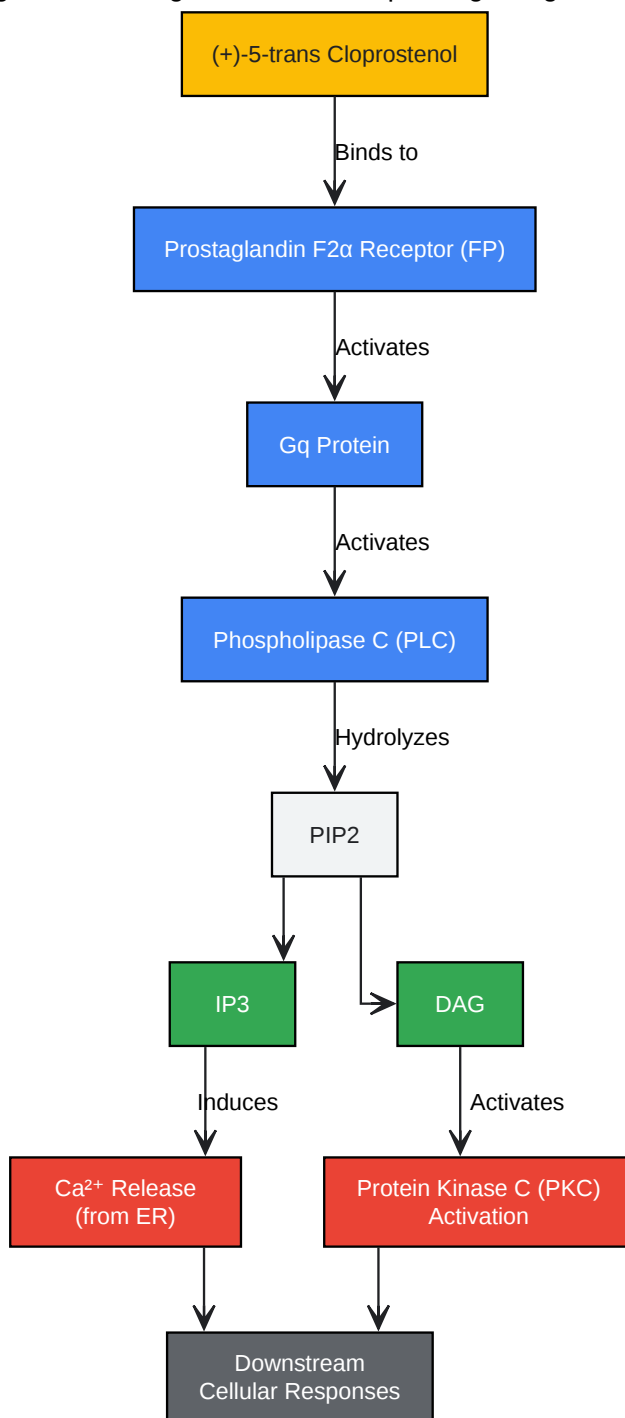 (+)-5-trans Cloprostenol
Binds to
Prostaglandin F2α Receptor (FP)
Activates
Gq Protein
Activates
Phospholipase C (PLC)
Hydrolyzes
PIP2
IP3
DAG
Induces
Activates
Ca²⁺ Release
(from ER)
Protein Kinase C (PKC)
Activation
Downstream
Cellular Responses